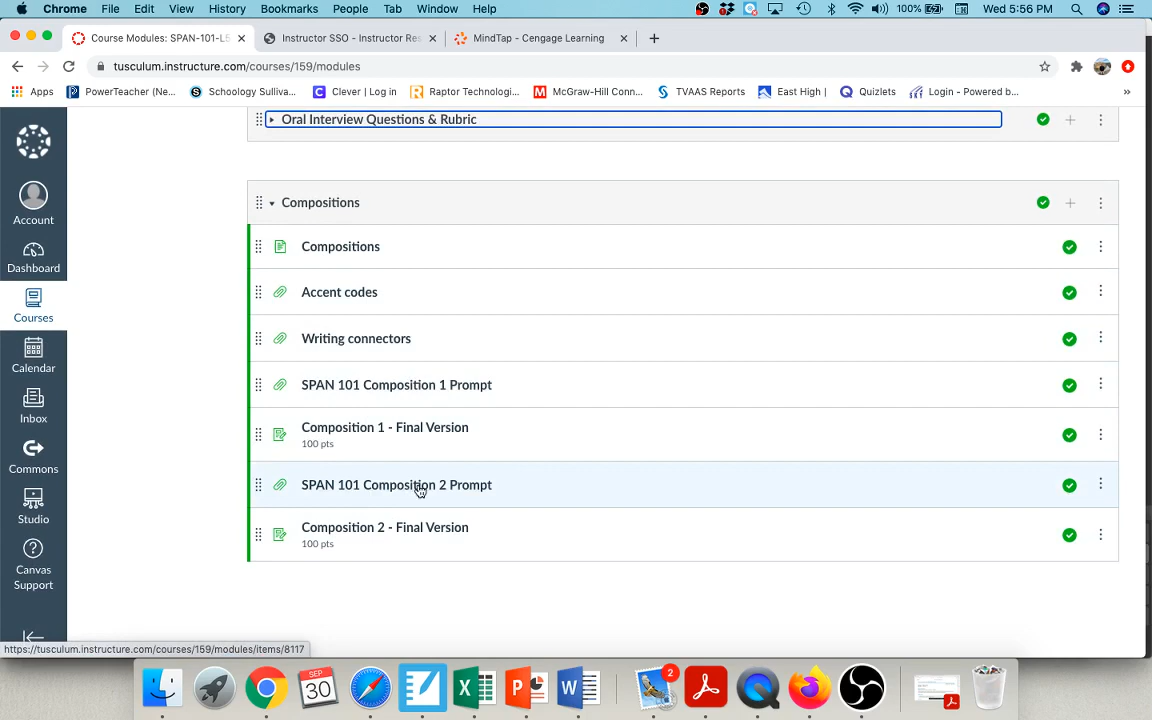 Chrome File Edit View History Bookmarks People Tab Window Help 100% Wed 5:56 PM
Course Modules: SPAN-101-LE Instructor SSO - Instructor Res MindTap - Cengage Learning
tusculum.instructure.com/courses/159/modules
Apps PowerTeacher (Ne... Schoology Sulliva... Clever | Log in Raptor Technologi... McGraw-Hill Conn... TVAAS Reports East High | Quizlets Login - Powered b...
Oral Interview Questions & Rubric
Account
Dashboard
Courses
Calendar
Inbox
Commons
Studio
Canvas
Support
Compositions
Compositions
Accent codes
Writing connectors
SPAN 101 Composition 1 Prompt
Composition 1 - Final Version
100 pts
SPAN 101 Composition 2 Prompt
Composition 2 - Final Version
100 pts
https://tusculum.instructure.com/courses/159/modules/items/8117
SEP
30
2